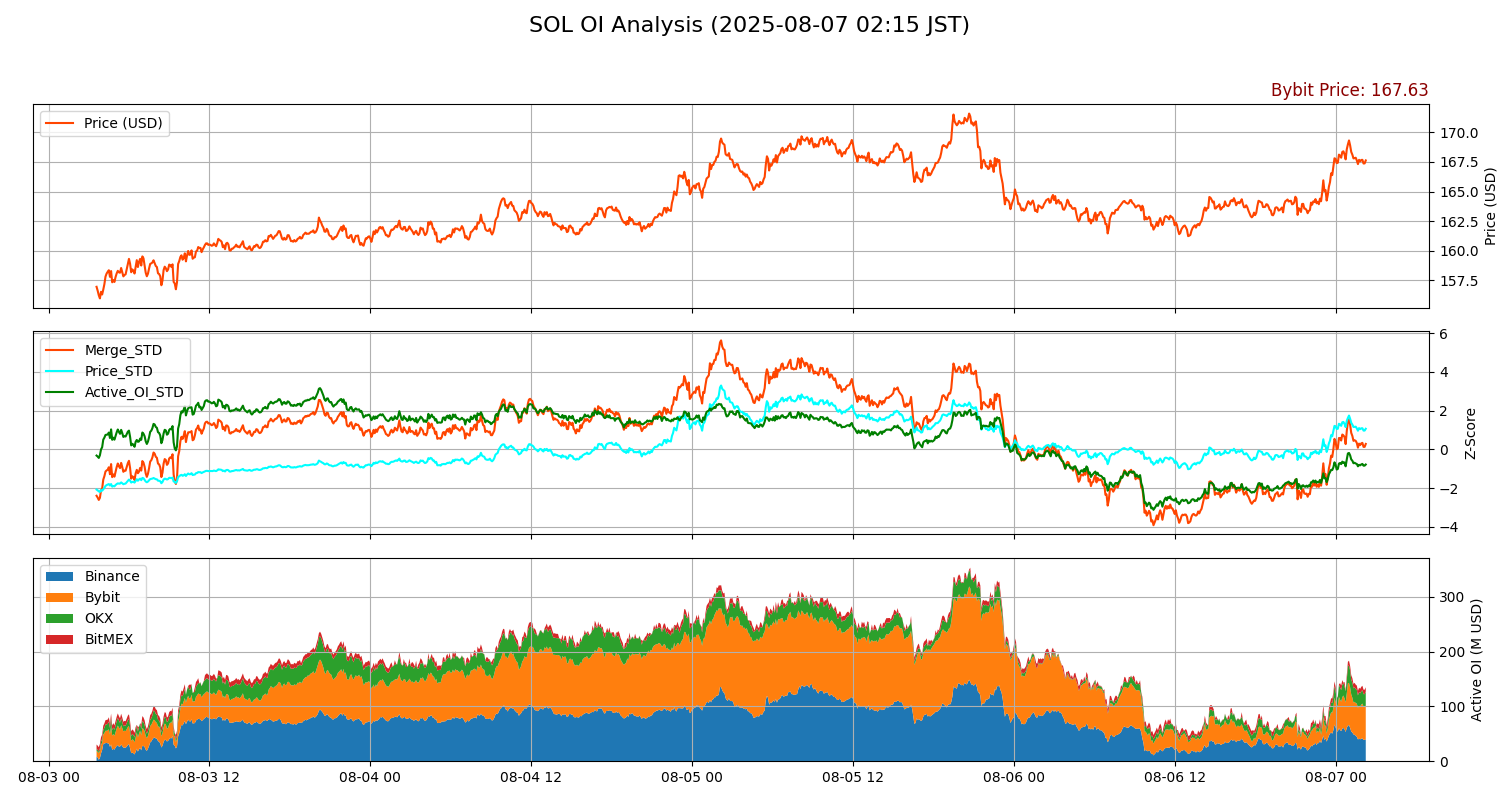 SOL OI Analysis (2025-08-07 02:15 JST)
Bybit Price: 167.63
Price (USD)
170.0
167.5
165.0
162.5
160.0
157.5
Price (USD)
Merge_STD
Price_STD
Active_OI_STD
6
4
2
0
−2
−4
Z-Score
Binance
Bybit
OKX
BitMEX
300
200
100
0
Active OI (M USD)
08-03 00
08-03 12
08-04 00
08-04 12
08-05 00
08-05 12
08-06 00
08-06 12
08-07 00